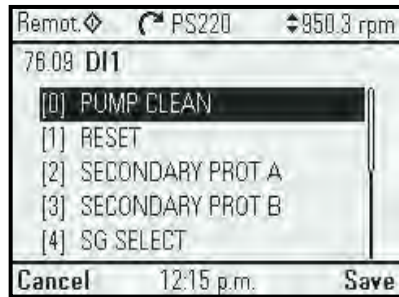 Remot. PS220 950.3 rpm
76.09 DI1
[0] PUMP CLEAN
[1] RESET
[2] SECONDARY PROT A
[3] SECONDARY PROT B
[4] SG SELECT
Cancel 12:15 p.m. Save